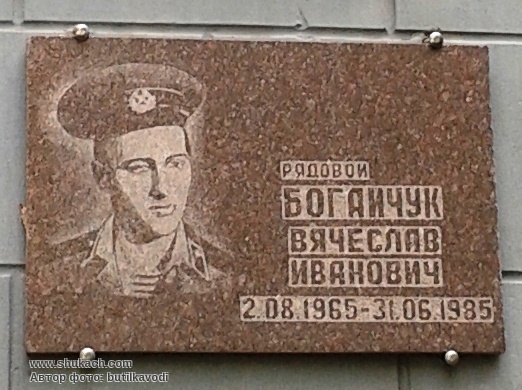 РЯДОВОЙ
БОГАЙЧУК
ВЯЧЕСЛАВ
ИВАНОВИЧ
2.08.1965-31.06.1985
www.shukach.com
Автор фото: butilkavodi